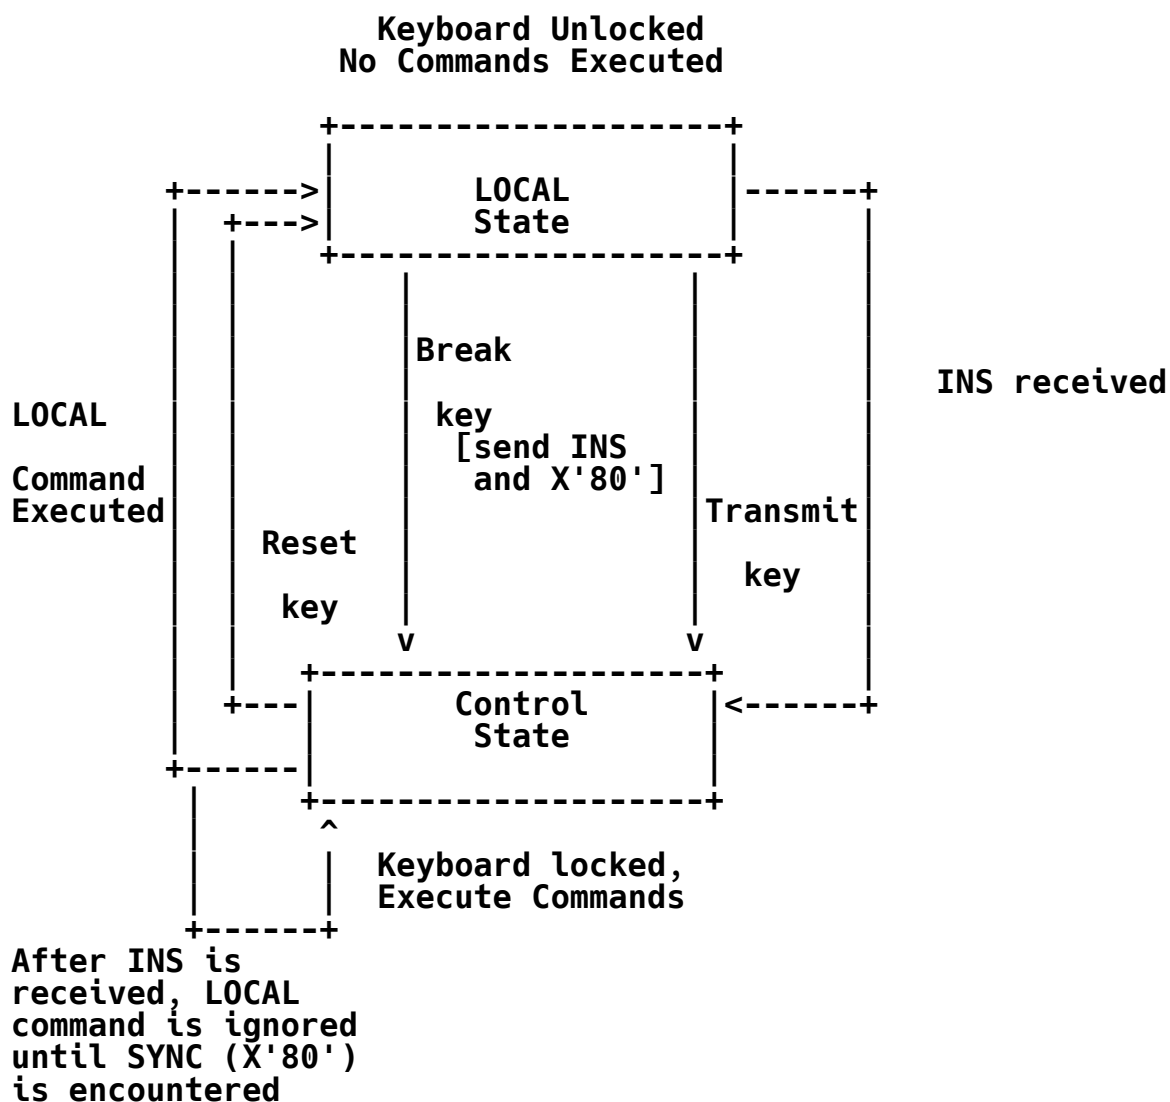 Keyboard Unlocked
No Commands Executed
LOCAL
State
Break
key
[send INS
and X'80']
INS received
LOCAL
Command
Executed
Transmit
key
Reset
key
Control
State
Keyboard locked,
Execute Commands
After INS is
received, LOCAL
command is ignored
until SYNC (X'80')
is encountered